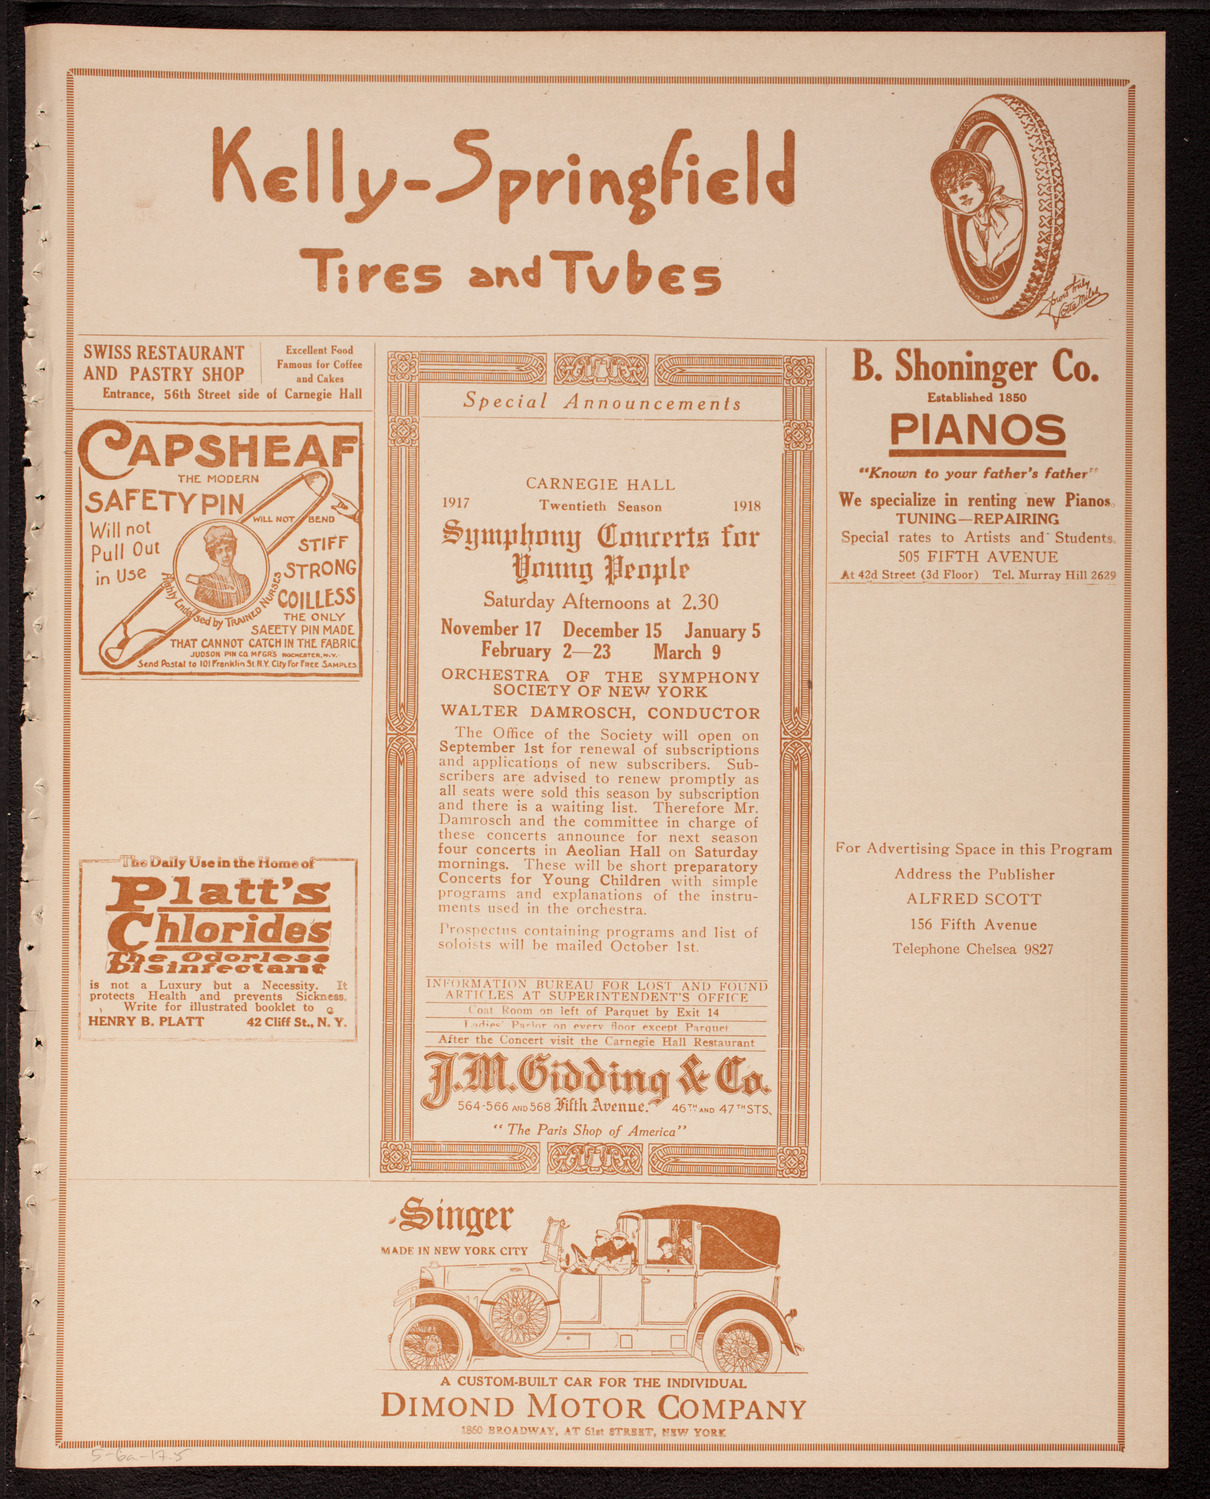 Kelly-Springfield
Tires and Tubes
Yours truly
Lotta Miles
SWISS RESTAURANT
AND PASTRY SHOP
Excellent Food
Famous for Coffee
and Cakes
Entrance, 56th Street side of Carnegie Hall
CAPSHEAF
THE MODERN
SAFETY PIN
WILL NOT BEND
Will not
Pull Out
in Use
STIFF
STRONG
COILLESS
Highly Endorsed by TRAINED NURSES
THE ONLY
SAFETY PIN MADE
THAT CANNOT CATCH IN THE FABRIC
JUDSON PIN CO. MFGRS ROCHESTER, N.Y.
Send Postal to 101 Franklin St. N.Y. City For FREE SAMPLES
The Daily Use in the Home of
Platt's
Chlorides
The Odorless
Disinfectant
is not a Luxury but a Necessity. It
protects Health and prevents Sickness.
Write for illustrated booklet to
HENRY B. PLATT 42 Cliff St., N. Y.
Special Announcements
CARNEGIE HALL
1917 Twentieth Season 1918
Symphony Concerts for
Young People
Saturday Afternoons at 2.30
November 17 December 15 January 5
February 2—23 March 9
ORCHESTRA OF THE SYMPHONY
SOCIETY OF NEW YORK
WALTER DAMROSCH, CONDUCTOR
The Office of the Society will open on
September 1st for renewal of subscriptions
and applications of new subscribers. Sub-
scribers are advised to renew promptly as
all seats were sold this season by subscription
and there is a waiting list. Therefore Mr.
Damrosch and the committee in charge of
these concerts announce for next season
four concerts in Aeolian Hall on Saturday
mornings. These will be short preparatory
Concerts for Young Children with simple
programs and explanations of the instru-
ments used in the orchestra.
Prospectus containing programs and list of
soloists will be mailed October 1st.
INFORMATION BUREAU FOR LOST AND FOUND
ARTICLES AT SUPERINTENDENT'S OFFICE
Coat Room on left of Parquet by Exit 14
Ladies' Parlor on every floor except Parquet
After the Concert visit the Carnegie Hall Restaurant
J.M. Gidding & Co.
564-566 AND 568 Fifth Avenue. 46TH AND 47TH STS.
"The Paris Shop of America"
B. Shoninger Co.
Established 1850
PIANOS
"Known to your father's father"
We specialize in renting new Pianos.
TUNING—REPAIRING
Special rates to Artists and Students.
505 FIFTH AVENUE
At 42d Street (3d Floor) Tel. Murray Hill 2629
For Advertising Space in this Program
Address the Publisher
ALFRED SCOTT
156 Fifth Avenue
Telephone Chelsea 9827
Singer
MADE IN NEW YORK CITY
A CUSTOM-BUILT CAR FOR THE INDIVIDUAL
DIMOND MOTOR COMPANY
1860 BROADWAY, AT 61st STREET, NEW YORK
5-6a-17.5